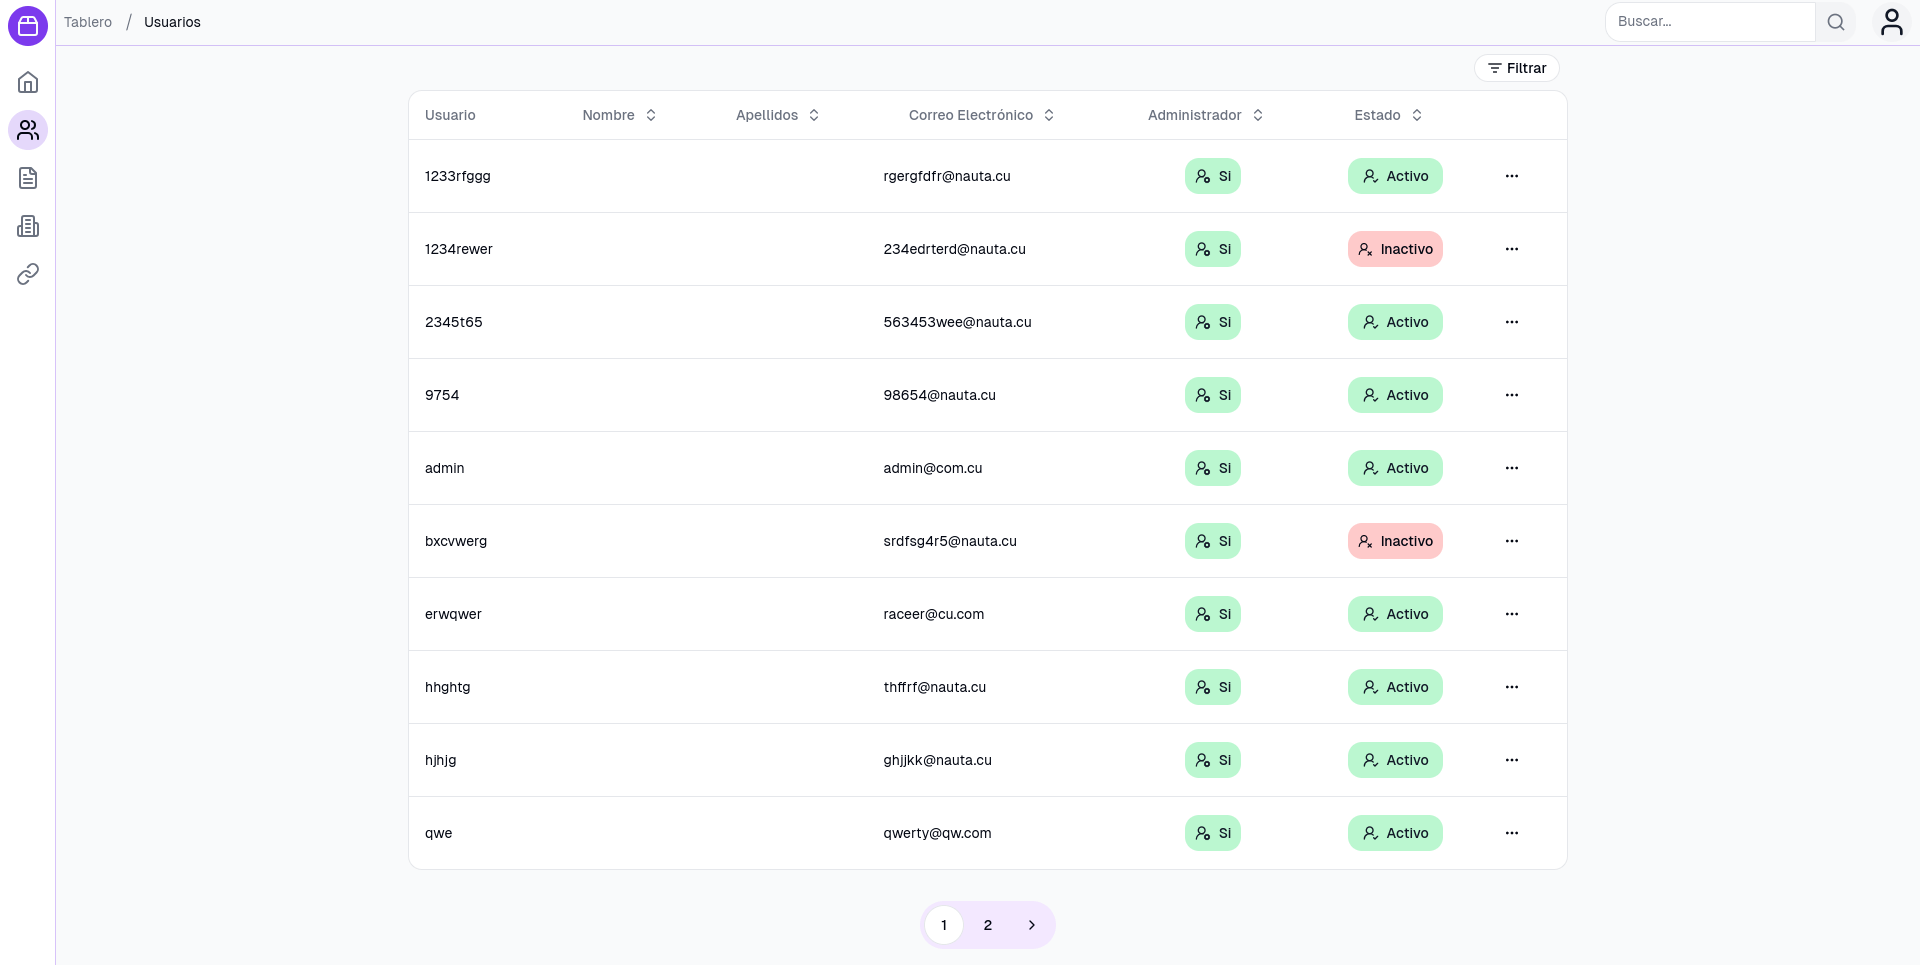 Tablero / Usuarios
Buscar...
Filtrar
Usuario Nombre Apellidos Correo Electrónico Administrador Estado
1233rfggg rgergfdfr@nauta.cu Si Activo
1234rewer 234edrterd@nauta.cu Si Inactivo
2345t65 563453wee@nauta.cu Si Activo
9754 98654@nauta.cu Si Activo
admin admin@com.cu Si Activo
bxcvwerg srdfsg4r5@nauta.cu Si Inactivo
erwqwer raceer@cu.com Si Activo
hhghtg thffrf@nauta.cu Si Activo
hjhjg ghjjkk@nauta.cu Si Activo
qwe qwerty@qw.com Si Activo
1 2